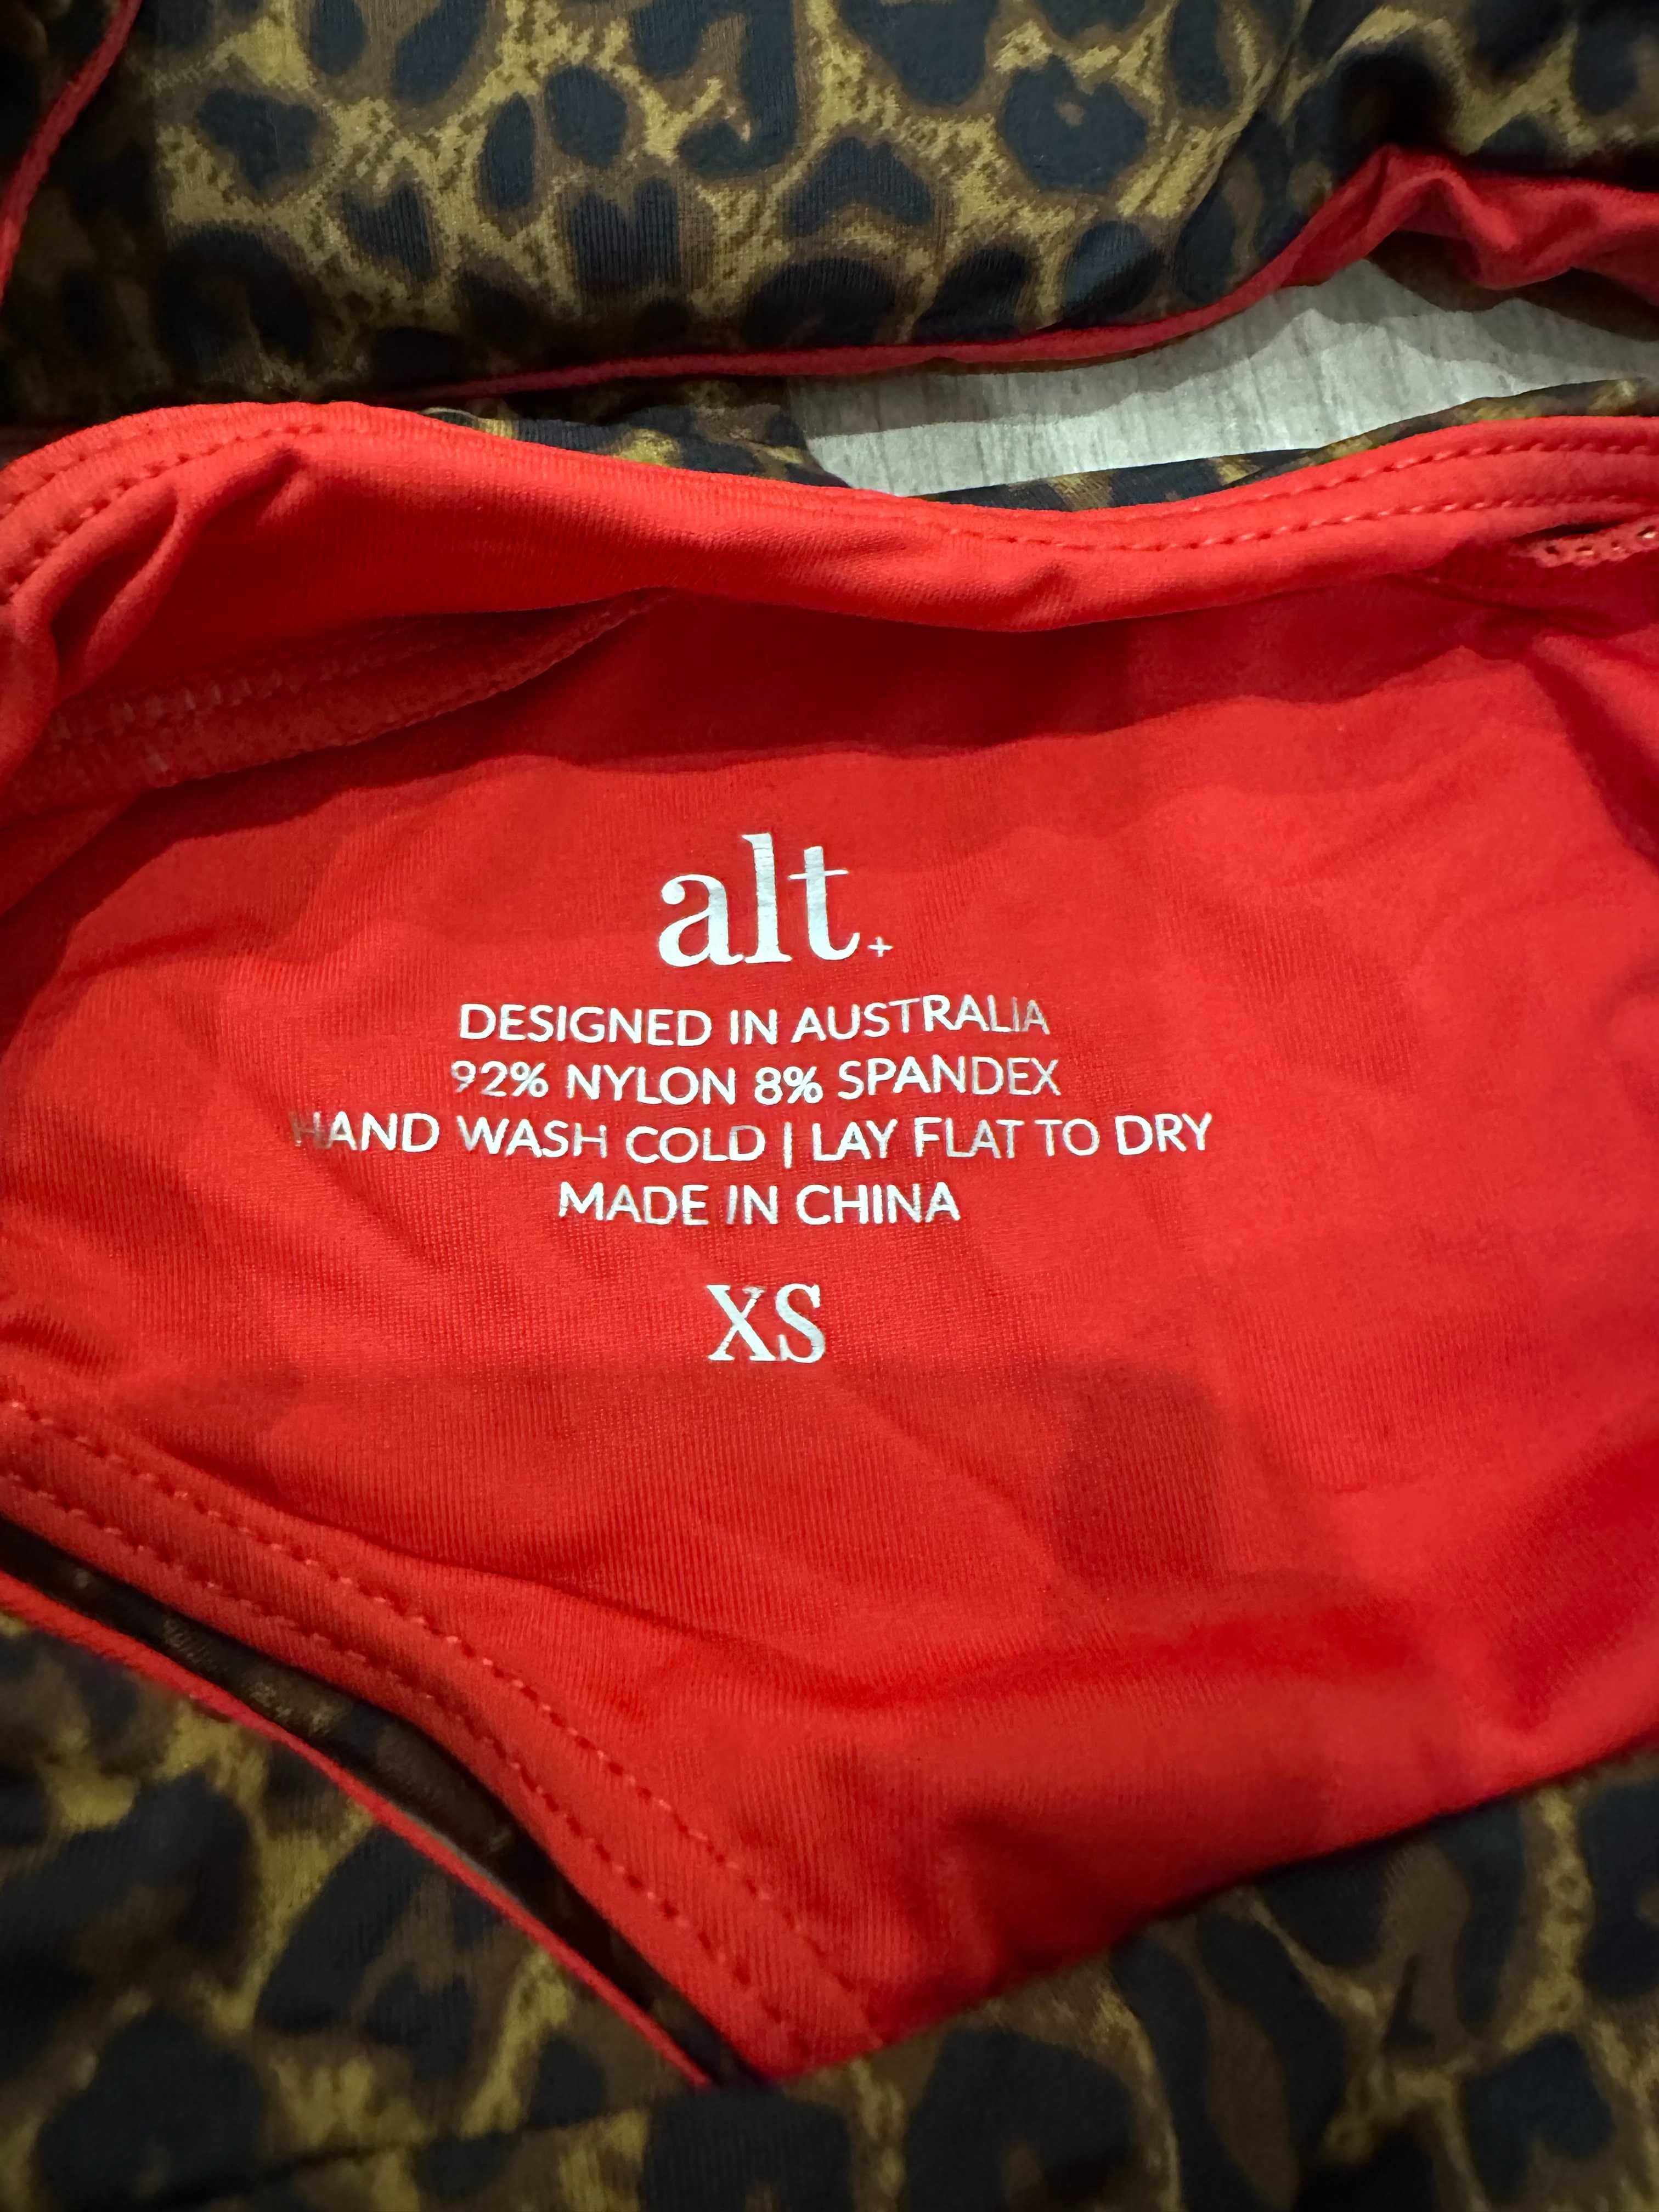 alt.+
DESIGNED IN AUSTRALIA
92% NYLON 8% SPANDEX
HAND WASH COLD | LAY FLAT TO DRY
MADE IN CHINA
XS